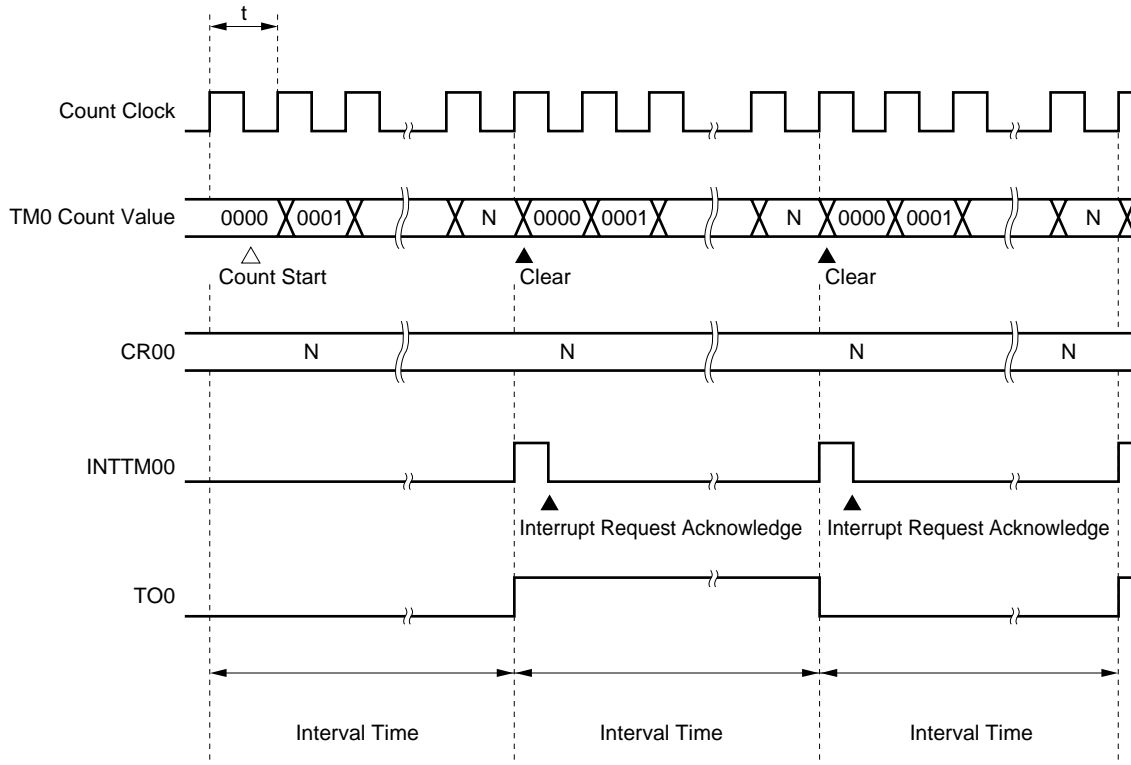 t
Count Clock
TM0 Count Value 0000 0001 N 0000 0001 N 0000 0001 N
Count Start Clear Clear
CR00 N N N N
INTTM00
Interrupt Request Acknowledge Interrupt Request Acknowledge
TO0
Interval Time Interval Time Interval Time